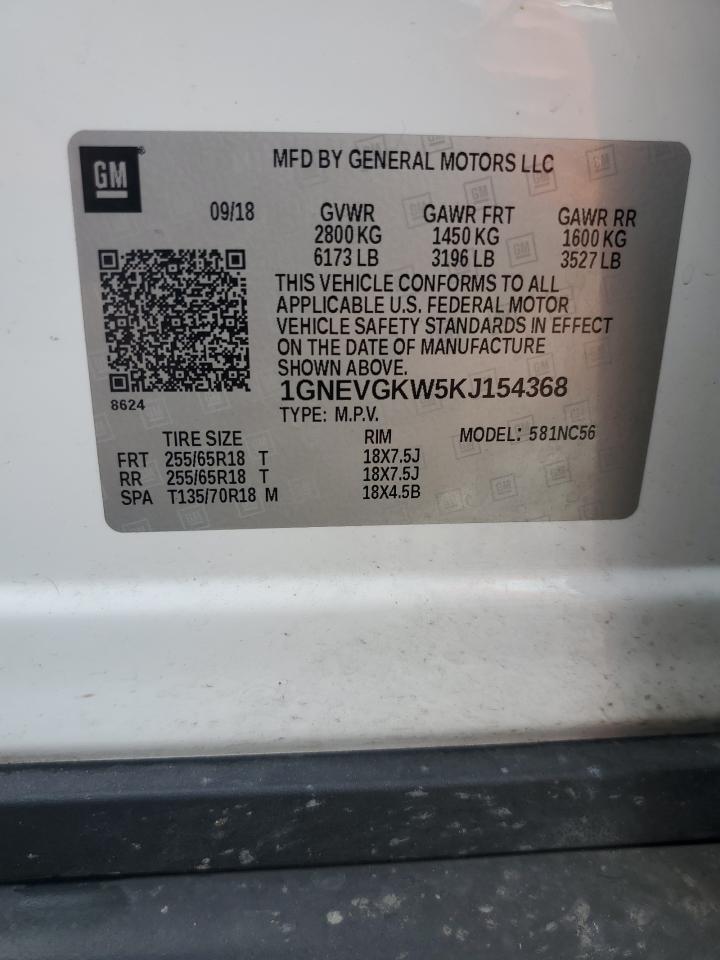 GM MFD BY GENERAL MOTORS LLC
09/18 GVWR GAWR FRT GAWR RR
2800 KG 1450 KG 1600 KG
6173 LB 3196 LB 3527 LB
THIS VEHICLE CONFORMS TO ALL
APPLICABLE U.S. FEDERAL MOTOR
VEHICLE SAFETY STANDARDS IN EFFECT
ON THE DATE OF MANUFACTURE
SHOWN ABOVE.
1GNEVGKW5KJ154368
8624
TYPE: M.P.V.
TIRE SIZE RIM MODEL: 581NC56
FRT 255/65R18 T 18X7.5J
RR 255/65R18 T 18X7.5J
SPA T135/70R18 M 18X4.5B